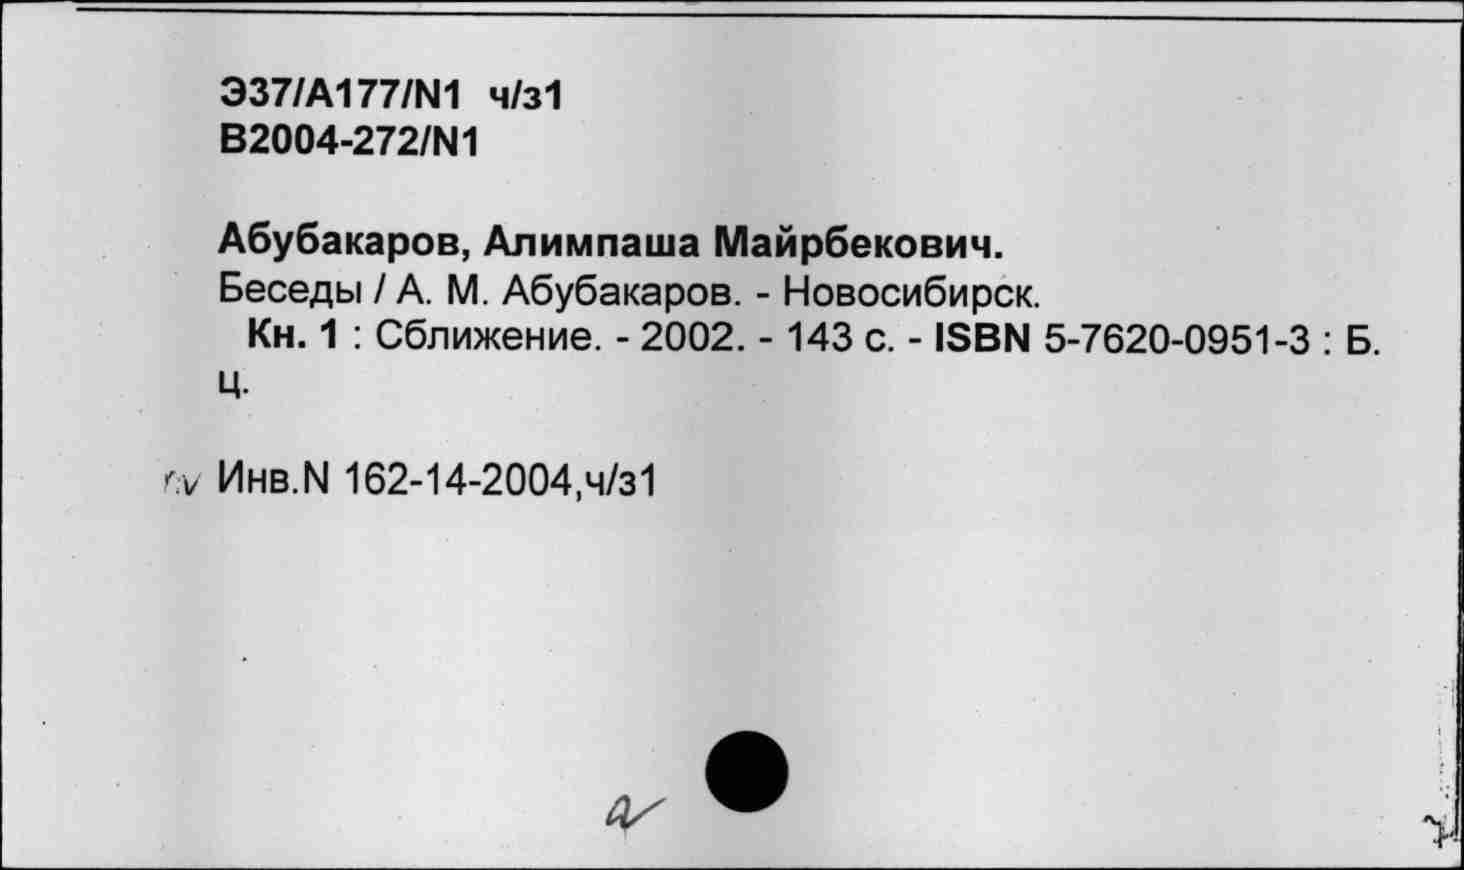 Э37/А177/N1 ч/з1
В2004-272/N1
Абубакаров, Алимпаша Майрбекович.
Беседы / А. М. Абубакаров. - Новосибирск.
Кн. 1 : Сближение. - 2002. - 143 с. - ISBN 5-7620-0951-3 : Б.
ц.
Инв.N 162-14-2004,ч/з1